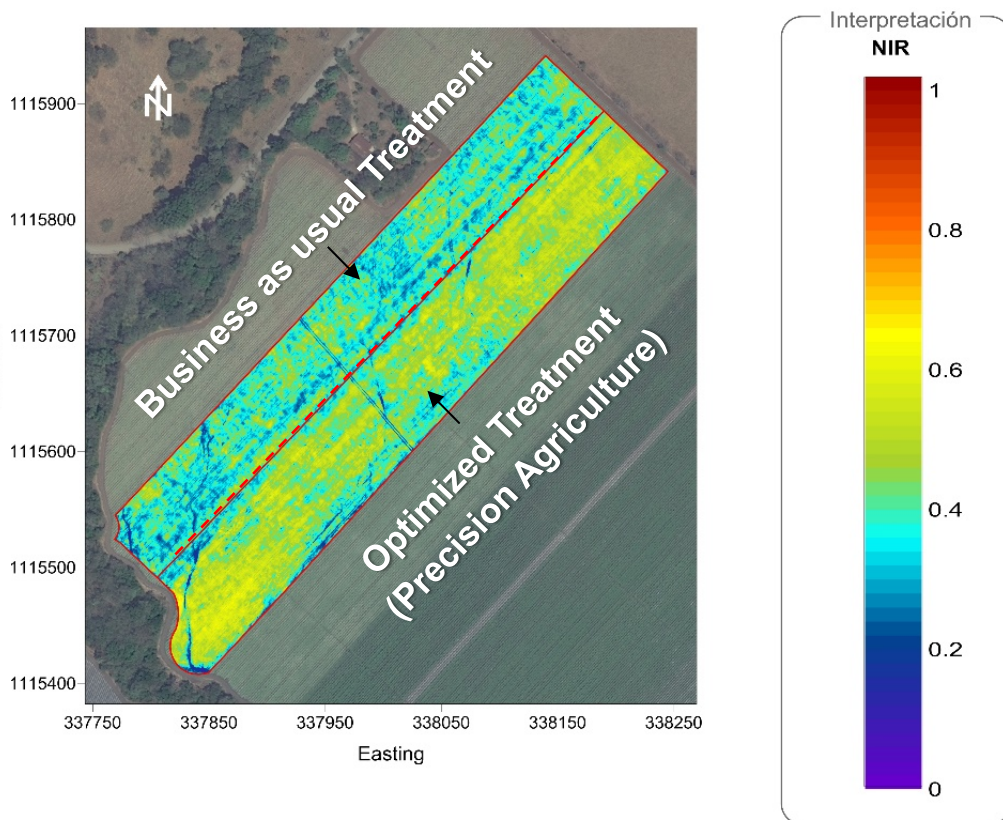 Interpretación
NIR
1
0.8
0.6
0.4
0.2
0
N
Business as usual Treatment
Optimized Treatment
(Precision Agriculture)
1115900
1115800
1115700
1115600
1115500
1115400
337750 337850 337950 338050 338150 338250
Easting